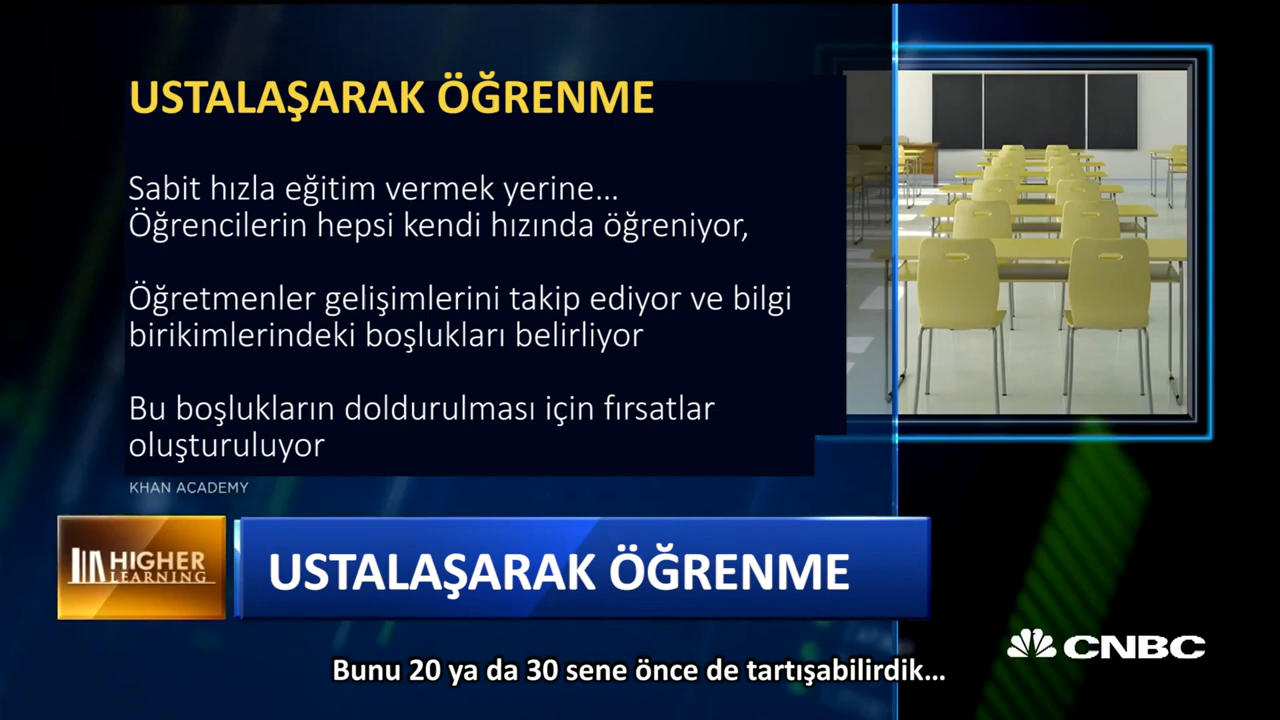 USTALAŞARAK ÖĞRENME
Sabit hızla eğitim vermek yerine...
Öğrencilerin hepsi kendi hızında öğreniyor,
Öğretmenler gelişimlerini takip ediyor ve bilgi
birikimlerindeki boşlukları belirliyor
Bu boşlukların doldurulması için fırsatlar
oluşturuluyor
KHAN ACADEMY
HIGHER
LEARNING
USTALAŞARAK ÖĞRENME
CNBC
Bunu 20 ya da 30 sene önce de tartışabilirdik...